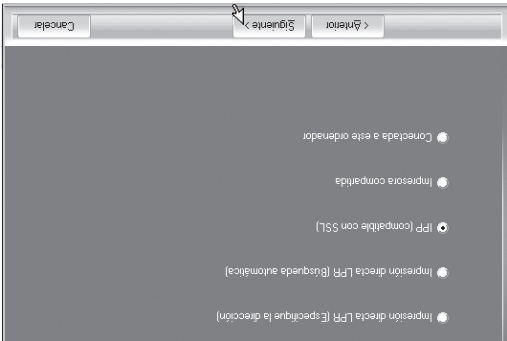 Impresión directa LPR (Especifique la dirección)
Impresión directa LPR (Búsqueda automática)
IPP (compatible con SSL)
Impresora compartida
Conectada a este ordenador
< Anterior Siguiente > Cancelar